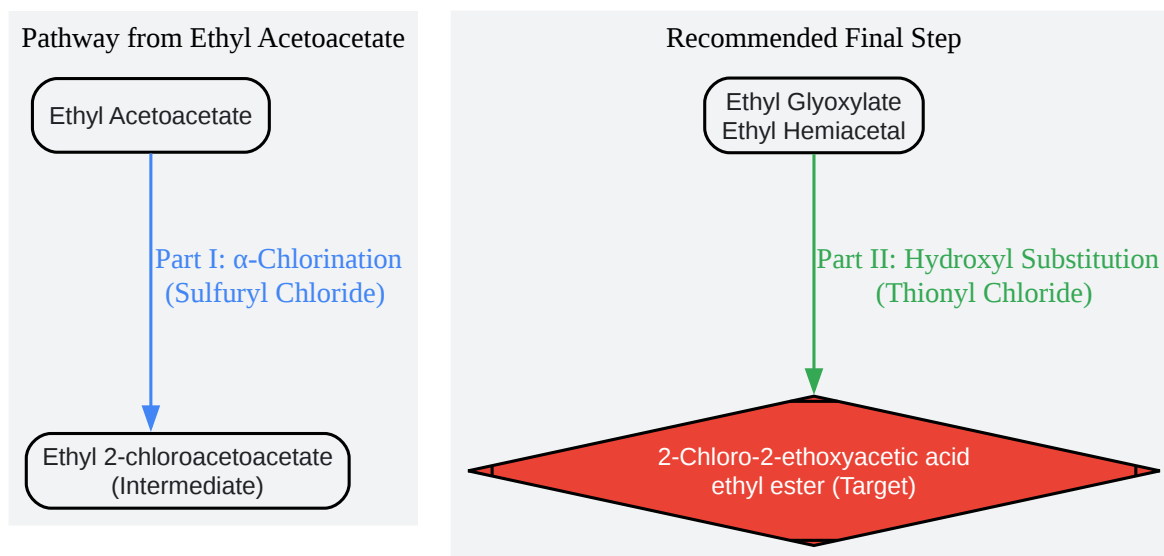 Pathway from Ethyl Acetoacetate
Ethyl Acetoacetate
Part I: α-Chlorination
(Sulfuryl Chloride)
Ethyl 2-chloroacetoacetate
(Intermediate)
Recommended Final Step
Ethyl Glyoxylate
Ethyl Hemiacetal
Part II: Hydroxyl Substitution
(Thionyl Chloride)
2-Chloro-2-ethoxyacetic acid
ethyl ester (Target)